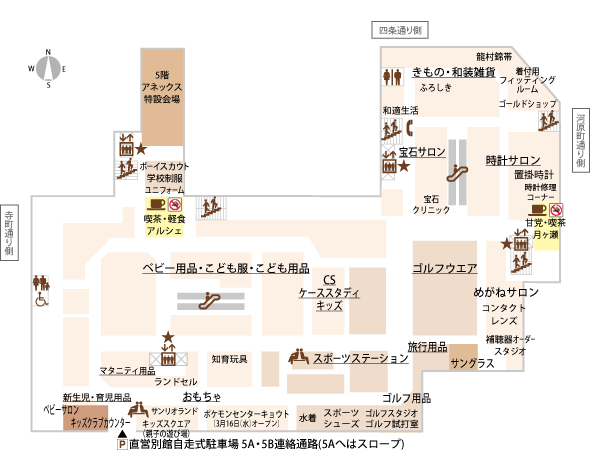 四条通り側
N
W E
S
5階
アネックス
特設会場
龍村錦帯
きもの・和装雑貨
着付用
フィッティング
ルーム
ふろしき
ゴールドショップ
和適生活
河原町通り側
宝石サロン
時計サロン
置掛時計
時計修理
コーナー
宝石
クリニック
甘党・喫茶
月ヶ瀬
ボーイスカウト
学校制服
ユニフォーム
喫茶・軽食
アルシェ
寺町通り側
ベビー用品・こども服・こども用品
CS
ケーススタディ
キッズ
ゴルフウエア
めがねサロン
コンタクト
レンズ
補聴器オーダー
スタジオ
旅行用品
サングラス
マタニティ用品
ランドセル
知育玩具
スポーツステーション
新生児・育児用品
ベビーサロン
キッズクラブカウンター
おもちゃ
サンリオランド
キッズスクエア
(親子の遊び場)
ポケモンセンターキョウト
[3月16日(水)オープン]
水着
スポーツ
シューズ
ゴルフ用品
ゴルフスタジオ
ゴルフ試打室
P 直営別館自走式駐車場 5A・5B連絡通路(5Aへはスロープ)